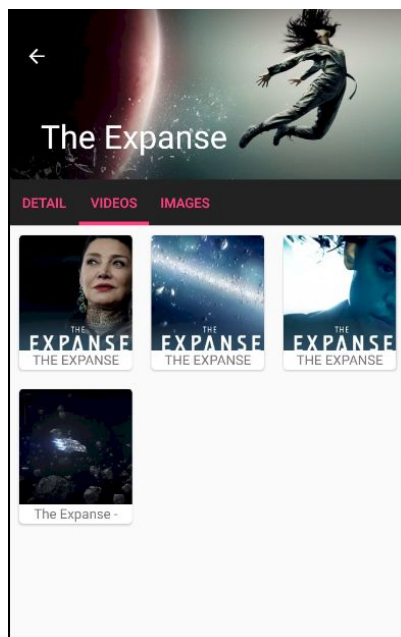 The Expanse
DETAIL VIDEOS IMAGES
THE
EXPANSE
THE EXPANSE
THE
EXPANSE
THE EXPANSE
THE
EXPANSE
THE EXPANSE
The Expanse -